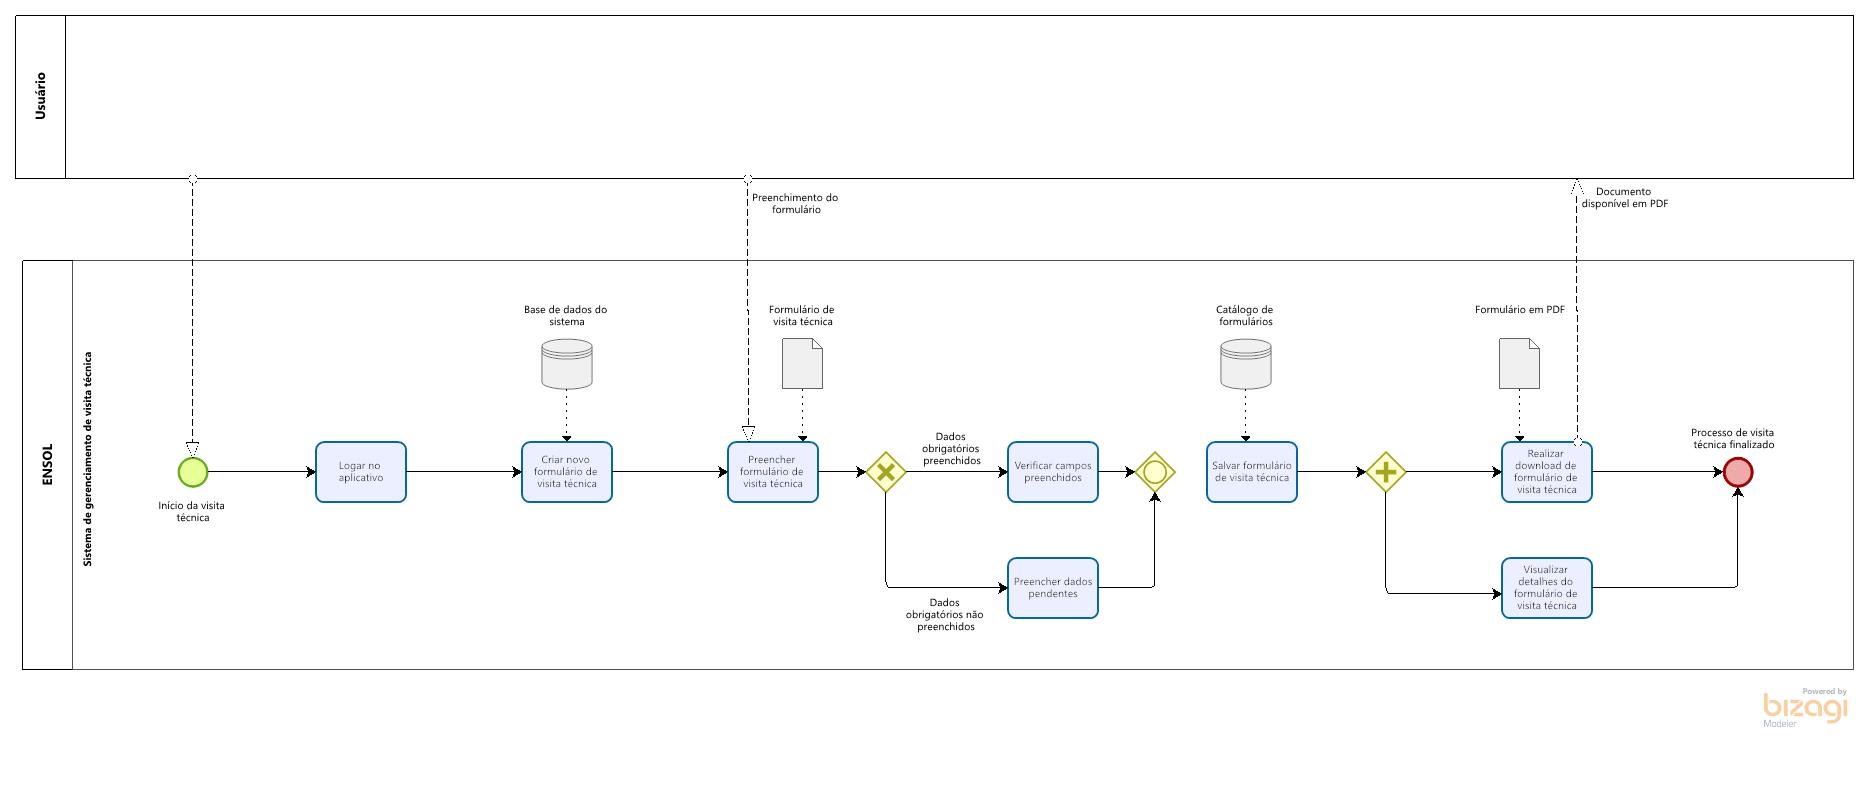 Usuário
Preenchimento do
formulário
Documento
disponível em PDF
ENSOL
Sistema de gerenciamento de visita técnica
Base de dados do
sistema
Formulário de
visita técnica
Catálogo de
formulários
Formulário em PDF
Início da visita
técnica
Logar no
aplicativo
Criar novo
formulário de
visita técnica
Preencher
formulário de
visita técnica
Dados
obrigatórios
preenchidos
Verificar campos
preenchidos
Dados
obrigatórios não
preenchidos
Preencher dados
pendentes
Salvar formulário
de visita técnica
Realizar
download de
formulário de
visita técnica
Visualizar
detalhes do
formulário de
visita técnica
Processo de visita
técnica finalizado
Powered by
bizagi
Modeler